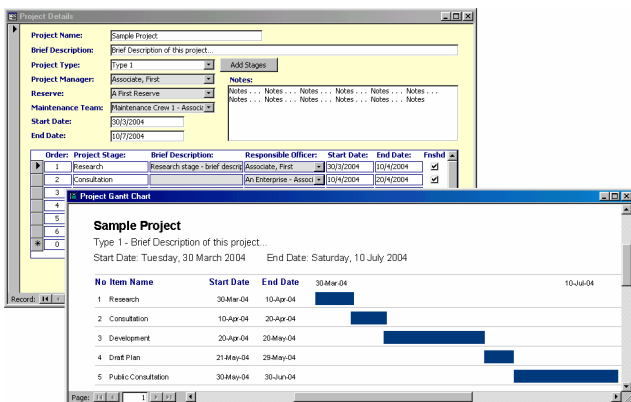 Project Details
Project Name: Sample Project
Brief Description: Brief Description of this project...
Project Type: Type 1 Add Stages
Project Manager: Associate, First Notes:
Reserve: A First Reserve Notes . . . Notes . . . Notes . . . Notes . . . Notes . . . Notes . . .
Maintenance Team: Maintenance Crew 1 - Associ Notes . . . Notes . . . Notes . . . Notes . . . Notes . . . Notes
Start Date: 30/3/2004
End Date: 10/7/2004
Order: Project Stage: Brief Description: Responsible Officer: Start Date: End Date: Fnshd
1 Research Research stage - brief descrip Associate, First 30/3/2004 10/4/2004
2 Consultation An Enterprise - Associ 10/4/2004 20/4/2004
3
4
5
6
* 0
Record:
Project Gantt Chart
Sample Project
Type 1 - Brief Description of this project...
Start Date: Tuesday, 30 March 2004 End Date: Saturday, 10 July 2004
No Item Name Start Date End Date 30-Mar-04 10-Jul-04
1 Research 30-Mar-04 10-Apr-04
2 Consultation 10-Apr-04 20-Apr-04
3 Development 20-Apr-04 20-May-04
4 Draft Plan 21-May-04 29-May-04
5 Public Consultation 30-May-04 30-Jun-04
Page: 1